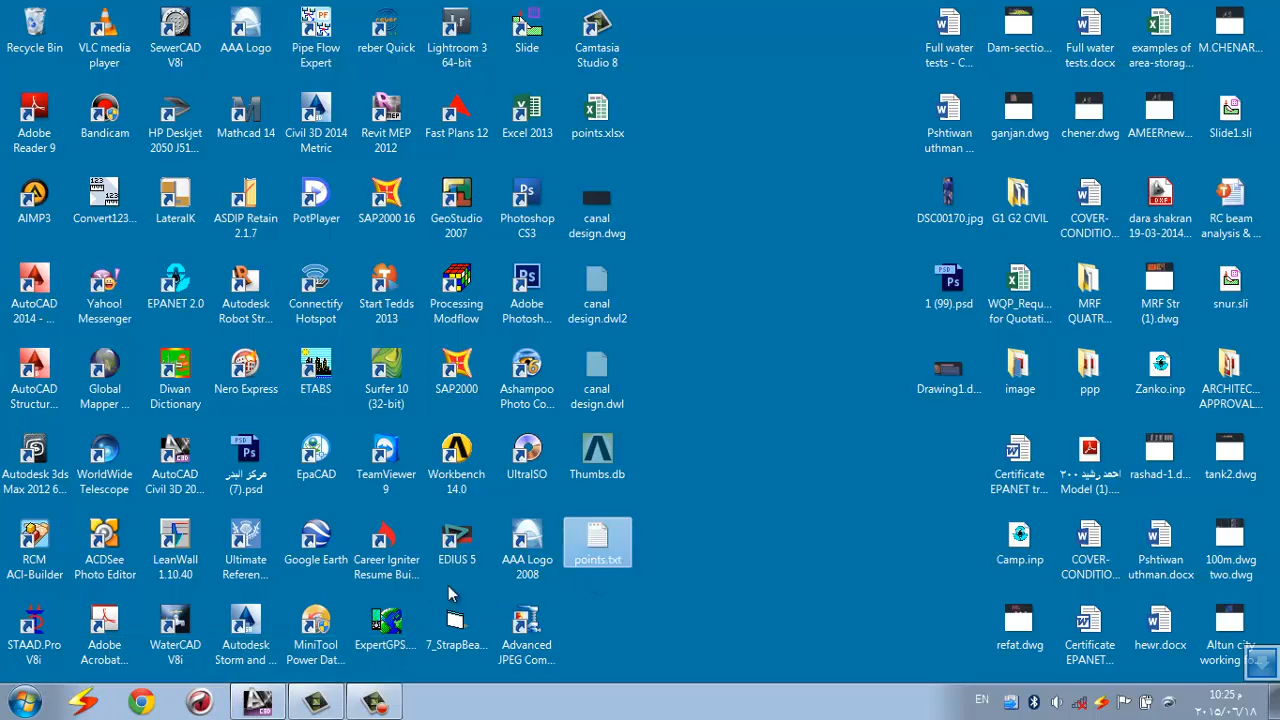 Recycle Bin
VLC media
player
SewerCAD
V8i
AAA Logo
Pipe Flow
Expert
reber Quick
Lightroom 3
64-bit
Slide
Camtasia
Studio 8
Full water
tests - C...
Dam-sectio...
Full water
tests.docx
examples of
area-storag...
M.CHENAR...
Adobe
Reader 9
Bandicam
HP Deskjet
2050 J51...
Mathcad 14
Civil 3D 2014
Metric
Revit MEP
2012
Fast Plans 12
Excel 2013
points.xlsx
Pshtiwan
uthman ...
ganjan.dwg
chener.dwg
AMEERnew...
Slide1.sli
AIMP3
Convert123...
LateralK
ASDIP Retain
2.1.7
PotPlayer
SAP2000 16
GeoStudio
2007
Photoshop
CS3
canal
design.dwg
DSC00170.jpg
G1 G2 CIVIL
COVER-
CONDITIO...
dara shakran
19-03-2014...
RC beam
analysis & ...
AutoCAD
2014 - ...
Yahoo!
Messenger
EPANET 2.0
Autodesk
Robot Str...
Connectify
Hotspot
Start Tedds
2013
Processing
Modflow
Adobe
Photosh...
canal
design.dwl2
1 (99).psd
WQP_Requ...
for Quotati...
MRF
QUATR...
MRF Str
(1).dwg
snur.sli
AutoCAD
Structur...
Global
Mapper ...
Diwan
Dictionary
Nero Express
ETABS
Surfer 10
(32-bit)
SAP2000
Ashampoo
Photo Co...
canal
design.dwl
Drawing1.d...
image
ppp
Zanko.inp
ARCHITEC...
APPROVAL...
Autodesk 3ds
Max 2012 6...
WorldWide
Telescope
AutoCAD
Civil 3D 20...
مركز البنر
(7).psd
EpaCAD
TeamViewer
9
Workbench
14.0
UltraISO
Thumbs.db
Certificate
EPANET tr...
احمد رشيد ٢٠٠
Model (1)....
rashad-1.d...
tank2.dwg
RCM
ACI-Builder
ACDSee
Photo Editor
LeanWall
1.10.40
Ultimate
Referen...
Google Earth
Career Igniter
Resume Bui...
EDIUS 5
AAA Logo
2008
points.txt
Camp.inp
COVER-
CONDITIO...
Pshtiwan
uthman.docx
100m.dwg
two.dwg
STAAD.Pro
V8i
Adobe
Acrobat...
WaterCAD
V8i
Autodesk
Storm and ...
MiniTool
Power Dat...
ExpertGPS....
7_StrapBea...
Advanced
JPEG Com...
refat.dwg
Certificate
EPANET...
hewr.docx
Altun city
working fo...
EN
10:25 م
٢٠١٥/٠٦/١٨